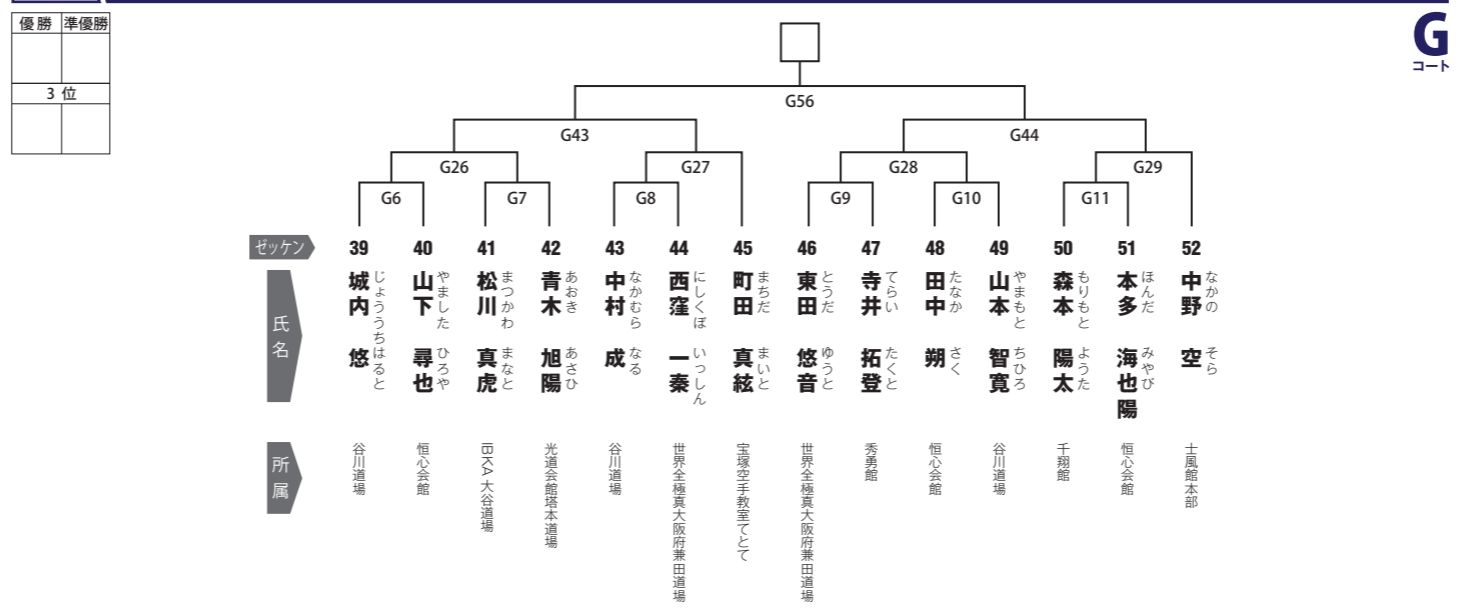 優勝 準優勝
3 位
G
コート
G56
G43 G44
G26 G27 G28 G29
G6 G7 G8 G9 G10 G11
ゼッケン 39 40 41 42 43 44 45 46 47 48 49 50 51 52
氏名
城内 悠 じょううち はると
山下 尋也 やました ひろや
松川 真虎 まつかわ まなと
青木 旭陽 あおき あさひ
中村 成 なかむら なる
西窪 一秦 にしくぼ いっしん
町田 真絃 まちだ まいと
東田 悠音 とうだ ゆうと
寺井 拓登 てらい たくと
田中 朔 たなか さく
山本 智寛 やまもと ちひろ
森本 陽太 もりもと ようた
本多 海也陽 ほんだ みやび
中野 空 なかの そら
所属
谷川道場
恒心会館
IBKA 大谷道場
光道会館塔本道場
谷川道場
世界全極真大阪府兼田道場
宝塚空手教室てとて
世界全極真大阪府兼田道場
秀勇館
恒心会館
谷川道場
千翔館
恒心会館
士風館本部